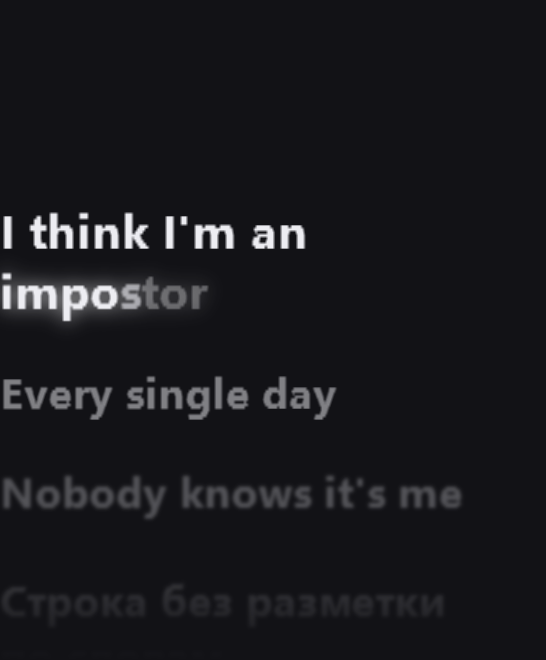 I think I'm an
impostor
Every single day
Nobody knows it's me
Строка без разметки